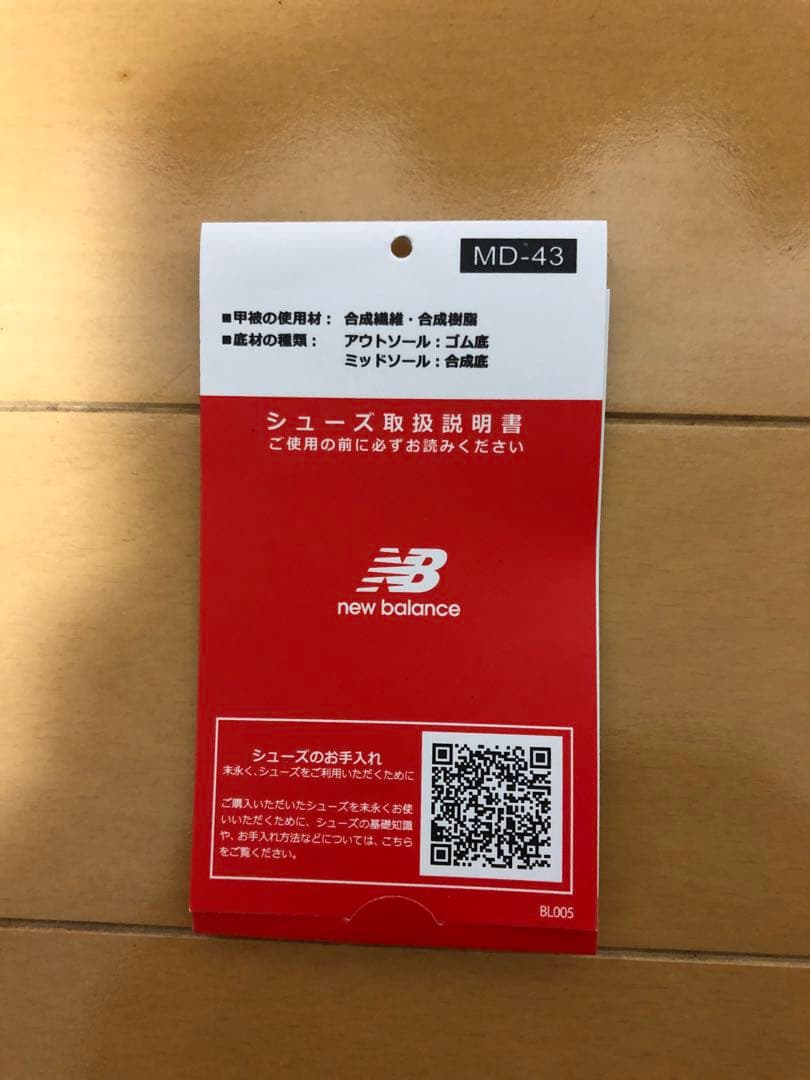 MD-43
■甲被の使用材： 合成繊維・合成樹脂
■底材の種類： アウトソール：ゴム底
ミッドソール：合成底
シューズ取扱説明書
ご使用の前に必ずお読みください
NB
new balance
シューズのお手入れ
末永く、シューズをご利用いただくために
ご購入いただいたシューズを末永くお使
いいただくために、シューズの基礎知識
や、お手入れ方法などについては、こちら
をご覧ください。
BL005